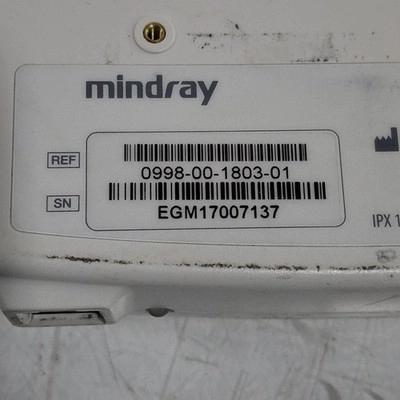 mindray
REF 0998-00-1803-01
SN EGM17007137
IPX 1